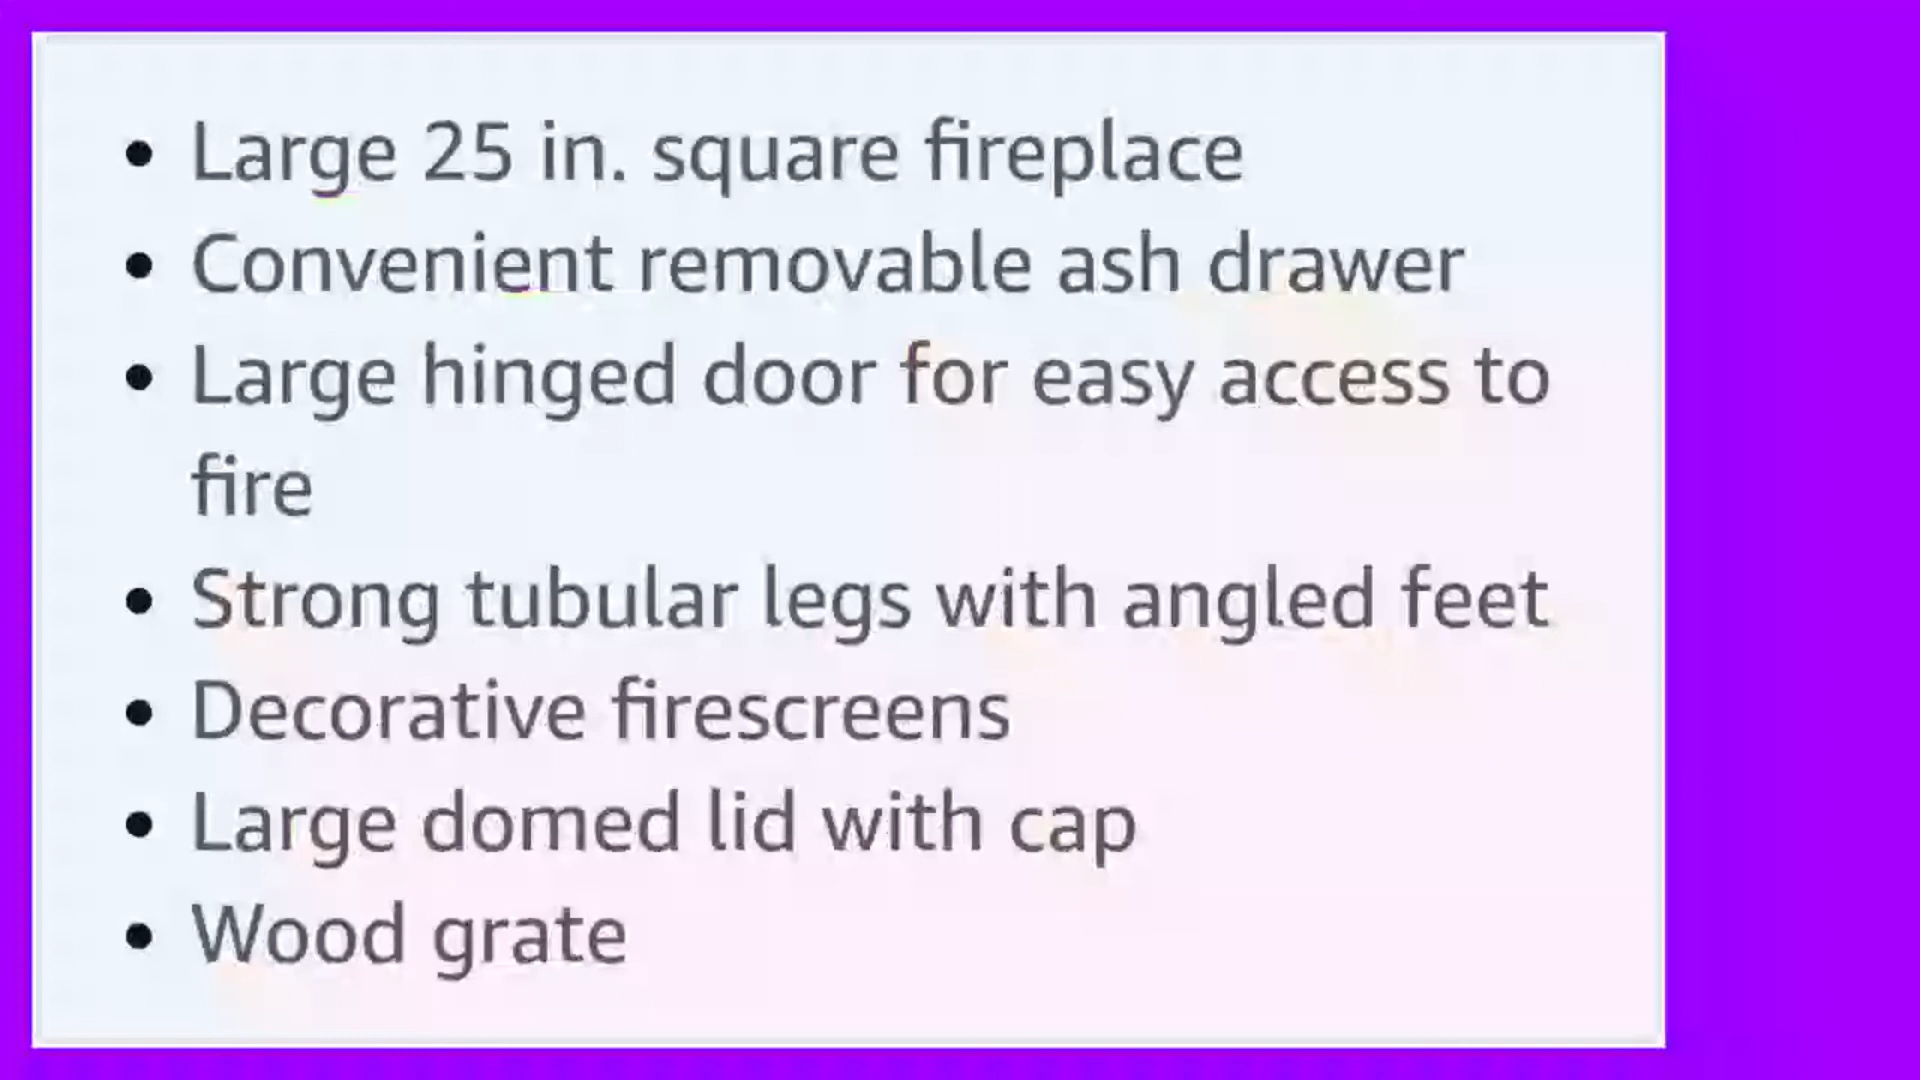 • Large 25 in. square fireplace
• Convenient removable ash drawer
• Large hinged door for easy access to
fire
• Strong tubular legs with angled feet
• Decorative firescreens
• Large domed lid with cap
• Wood grate